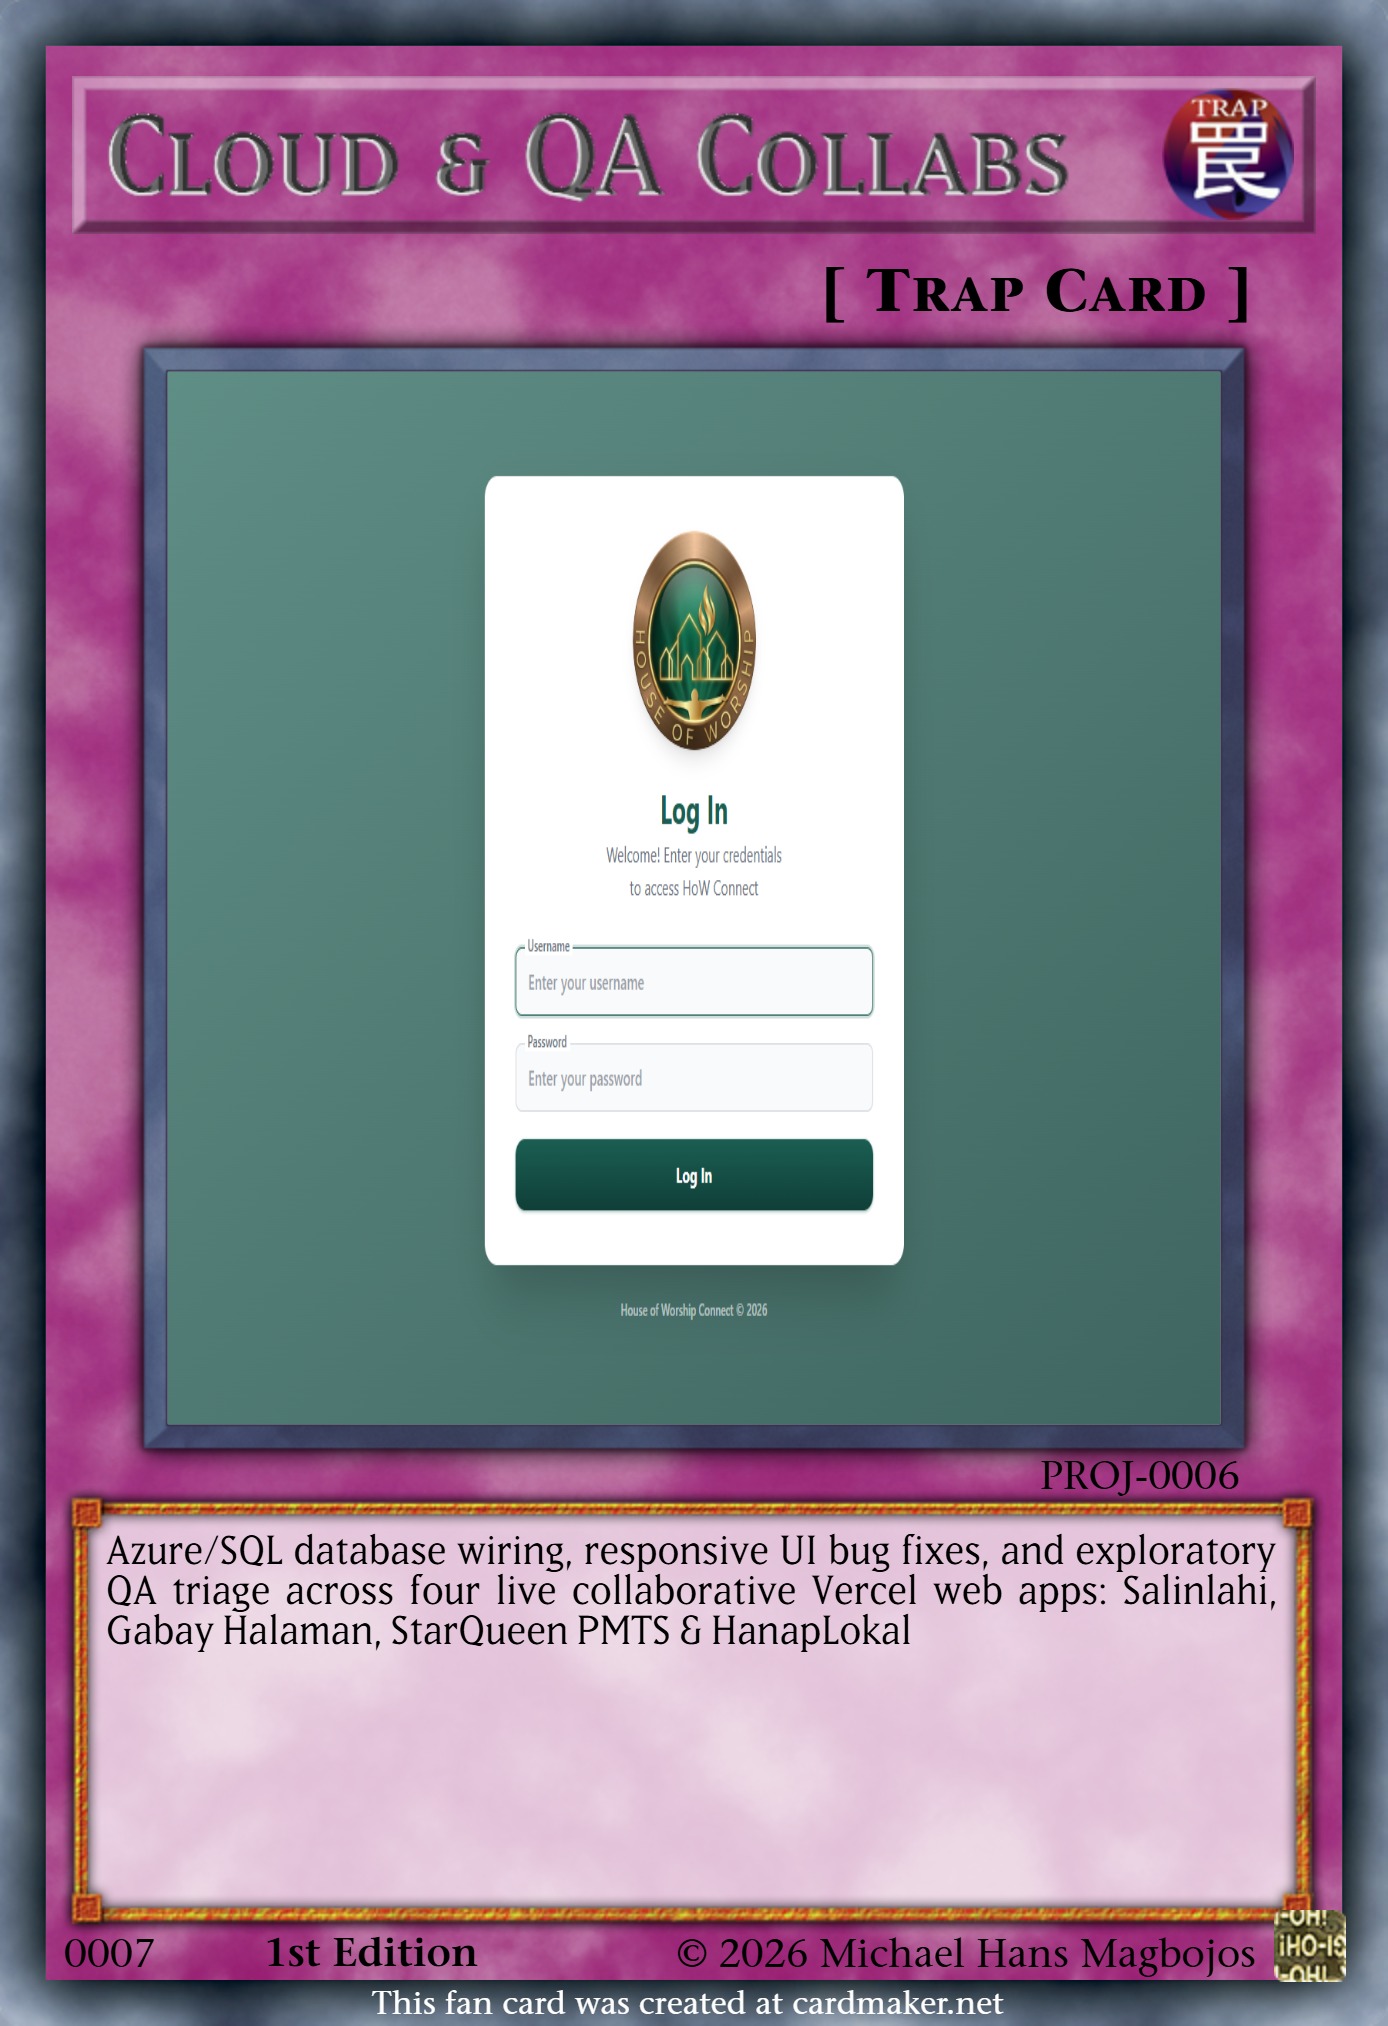 Cloud & QA Collabs
TRAP
罠
[ Trap Card ]
HOUSE OF WORSHIP
Log In
Welcome! Enter your credentials
to access HoW Connect
Username
Enter your username
Password
Enter your password
Log In
House of Worship Connect © 2026
PROJ-0006
Azure/SQL database wiring, responsive UI bug fixes, and exploratory
QA triage across four live collaborative Vercel web apps: Salinlahi,
Gabay Halaman, StarQueen PMTS & HanapLokal
0007
1st Edition
© 2026 Michael Hans Magbojos
This fan card was created at cardmaker.net